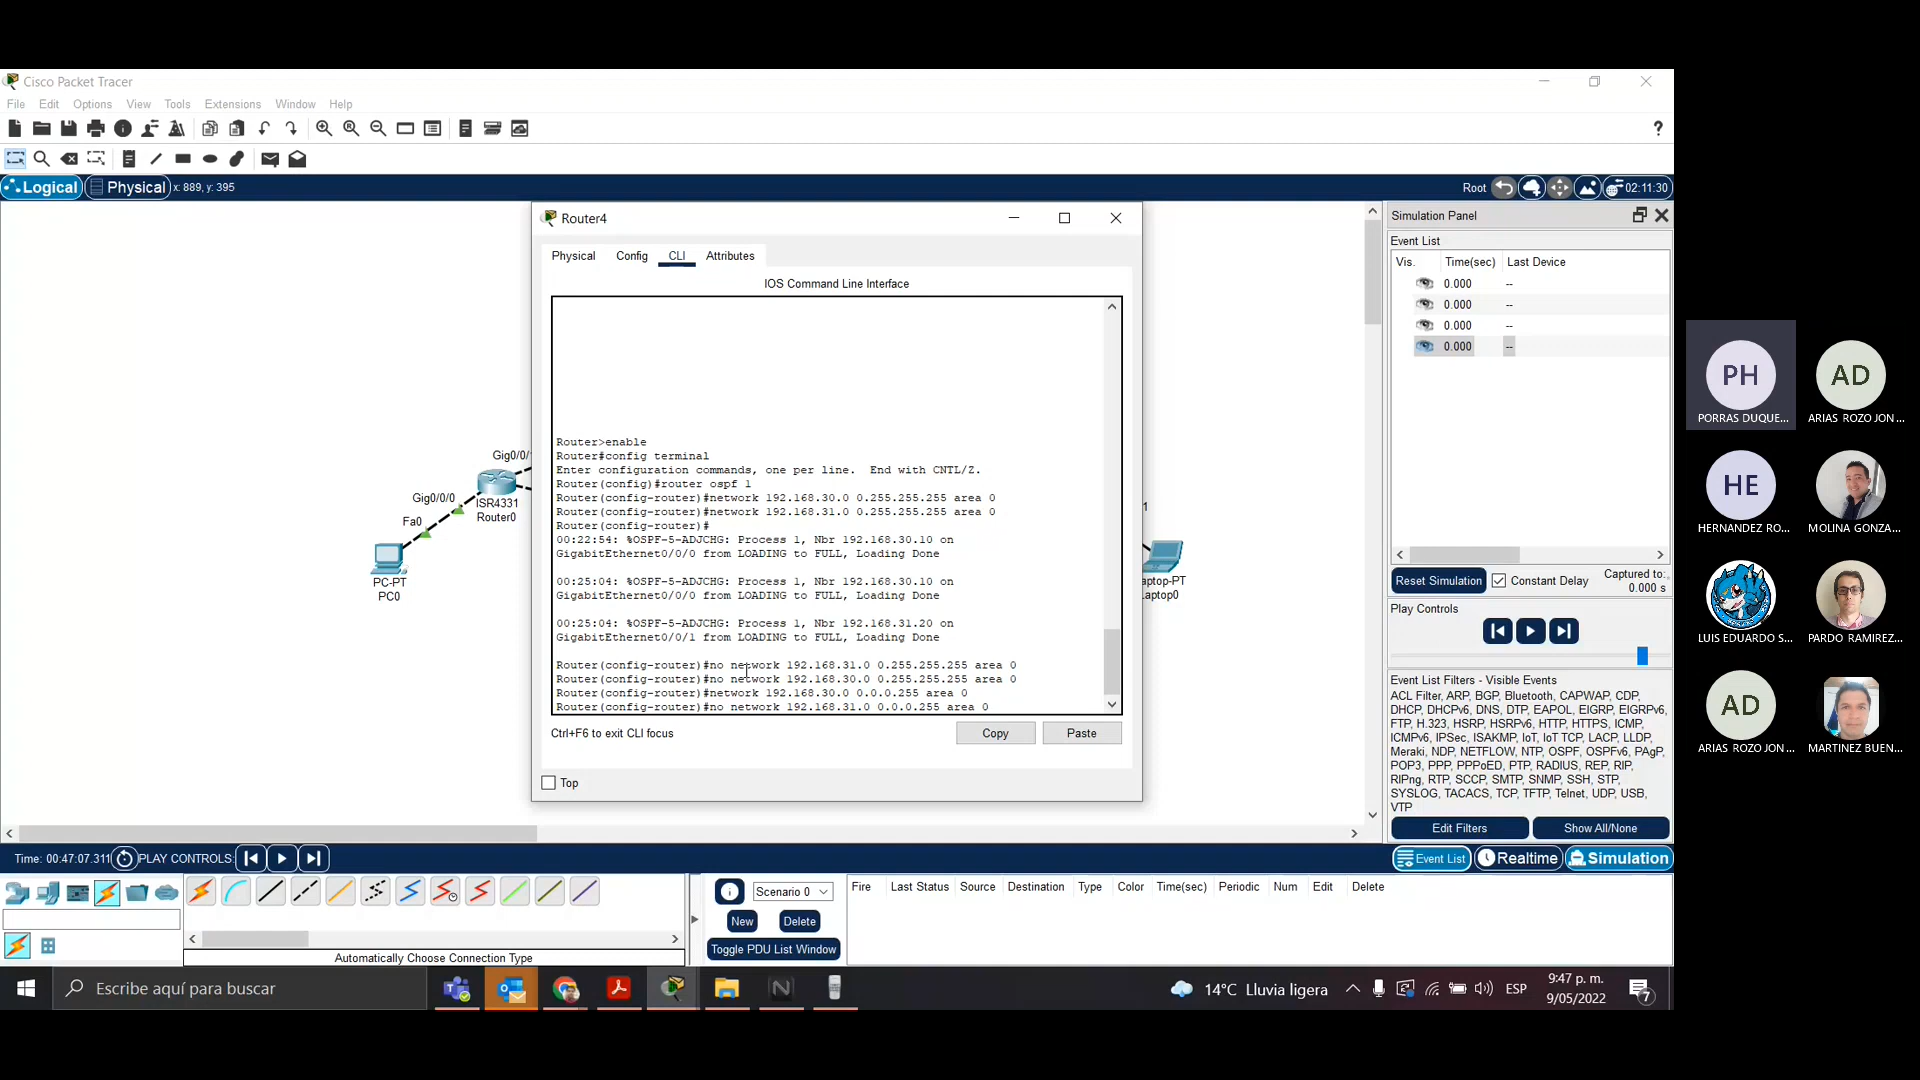 Cisco Packet Tracer
File Edit Options View Tools Extensions Window Help
?
Logical Physical x: 889, y: 395
Root 02:11:30
Router4
Physical Config CLI Attributes
IOS Command Line Interface
Router>enable
Router#config terminal
Enter configuration commands, one per line.  End with CNTL/Z.
Router(config)#router ospf 1
Router(config-router)#network 192.168.30.0 0.255.255.255 area 0
Router(config-router)#network 192.168.31.0 0.255.255.255 area 0
Router(config-router)#
00:22:54: %OSPF-5-ADJCHG: Process 1, Nbr 192.168.30.10 on
GigabitEthernet0/0/0 from LOADING to FULL, Loading Done
00:25:04: %OSPF-5-ADJCHG: Process 1, Nbr 192.168.30.10 on
GigabitEthernet0/0/0 from LOADING to FULL, Loading Done
00:25:04: %OSPF-5-ADJCHG: Process 1, Nbr 192.168.31.20 on
GigabitEthernet0/0/1 from LOADING to FULL, Loading Done
Router(config-router)#no network 192.168.31.0 0.255.255.255 area 0
Router(config-router)#no network 192.168.30.0 0.255.255.255 area 0
Router(config-router)#network 192.168.30.0 0.0.0.255 area 0
Router(config-router)#no network 192.168.31.0 0.0.0.255 area 0
Ctrl+F6 to exit CLI focus
Copy Paste
Top
Gig0/0/
Gig0/0/0
ISR4331
Router0
Fa0
PC-PT
PC0
1
aptop-PT
aptop0
Simulation Panel
Event List
Vis. Time(sec) Last Device
0.000 --
0.000 --
0.000 --
0.000 --
Reset Simulation Constant Delay Captured to:
0.000 s
Play Controls
Event List Filters - Visible Events
ACL Filter, ARP, BGP, Bluetooth, CAPWAP, CDP,
DHCP, DHCPv6, DNS, DTP, EAPOL, EIGRP, EIGRPv6,
FTP, H.323, HSRP, HSRPv6, HTTP, HTTPS, ICMP,
ICMPv6, IPSec, ISAKMP, IoT, IoT TCP, LACP, LLDP,
Meraki, NDP, NETFLOW, NTP, OSPF, OSPFv6, PAgP,
POP3, PPP, PPPoED, PTP, RADIUS, REP, RIP,
RIPng, RTP, SCCP, SMTP, SNMP, SSH, STP,
SYSLOG, TACACS, TCP, TFTP, Telnet, UDP, USB,
VTP
Edit Filters Show All/None
Event List Realtime Simulation
Time: 00:47:07.311 PLAY CONTROLS:
Scenario 0
New Delete
Toggle PDU List Window
Fire Last Status Source Destination Type Color Time(sec) Periodic Num Edit Delete
Automatically Choose Connection Type
Escribe aquí para buscar
14°C Lluvia ligera
ESP
9:47 p. m.
9/05/2022
7
PH
PORRAS DUQUE...
AD
ARIAS ROZO JON ...
HE
HERNANDEZ RO...
MOLINA GONZA...
LUIS EDUARDO S...
PARDO RAMIREZ...
AD
ARIAS ROZO JON ...
MARTINEZ BUEN...